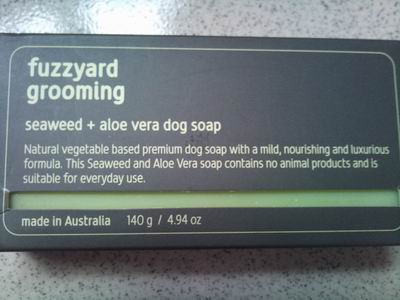 fuzzyard
grooming
seaweed + aloe vera dog soap
Natural vegetable based premium dog soap with a mild, nourishing and luxurious
formula. This Seaweed and Aloe Vera soap contains no animal products and is
suitable for everyday use.
made in Australia 140 g / 4.94 oz